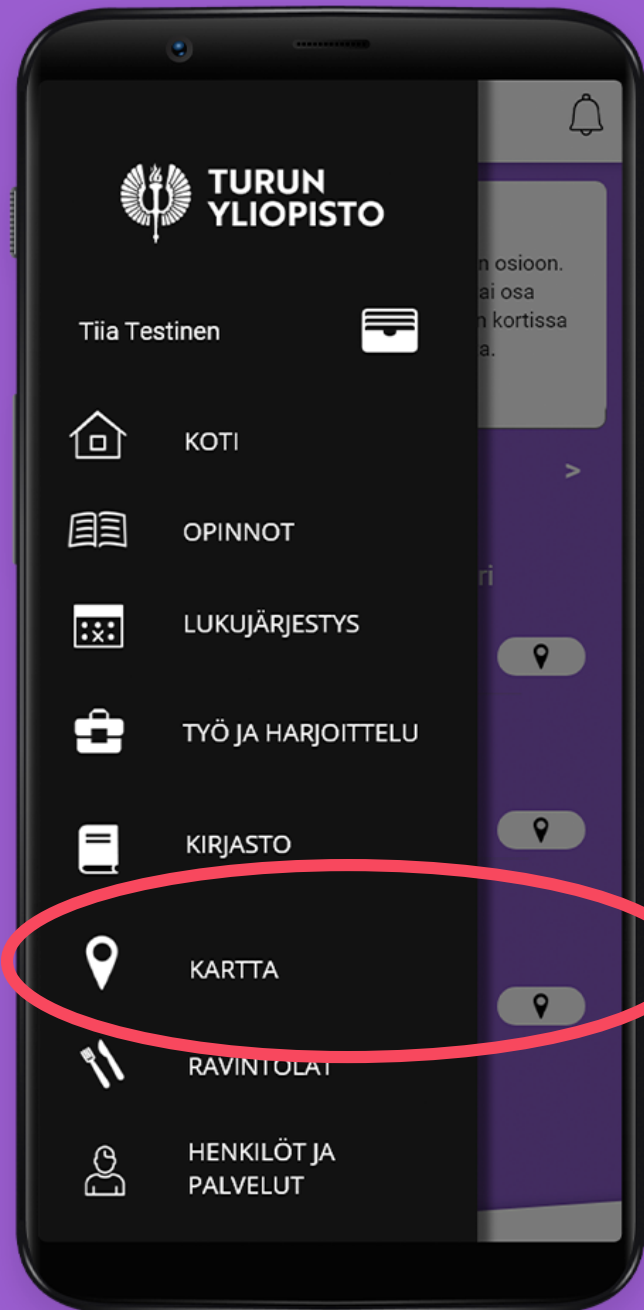 TURUN
YLIOPISTO
n osioon.
ai osa
n kortissa
a.
Tiia Testinen
KOTI
>
OPINNOT
ri
LUKUJÄRJESTYS
TYÖ JA HARJOITTELU
KIRJASTO
KARTTA
RAVINTOLAT
HENKILÖT JA
PALVELUT